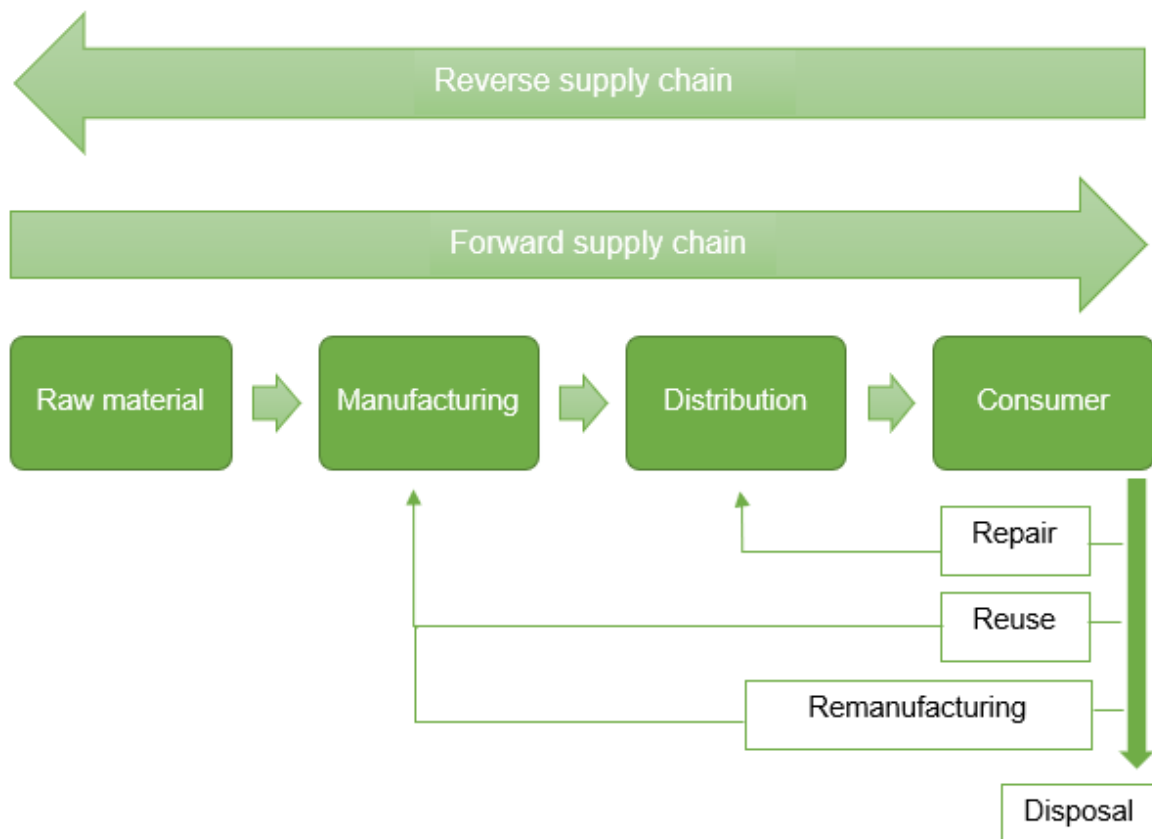 Reverse supply chain
Forward supply chain
Raw material
Manufacturing
Distribution
Consumer
Repair
Reuse
Remanufacturing
Disposal